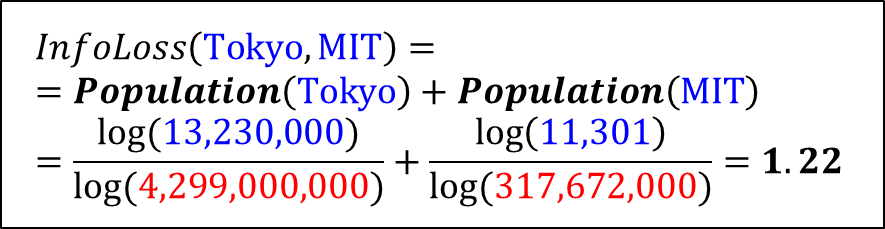 InfoLoss(Tokyo, MIT) =
= Population(Tokyo) + Population(MIT)
= log(13,230,000) / log(4,299,000,000) + log(11,301) / log(317,672,000) = 1.22